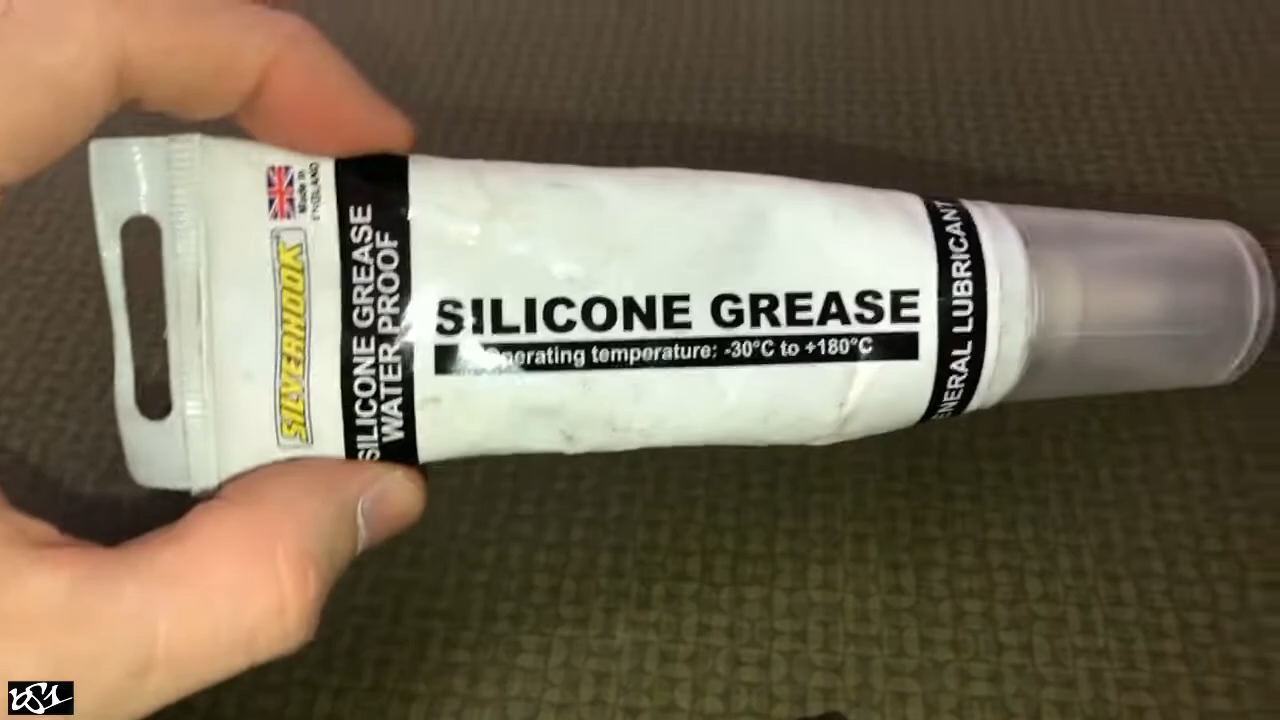 Made in
ENGLAND
SILVERHOOK
SILICONE GREASE
WATER PROOF
SILICONE GREASE
Operating temperature: -30°C to +180°C
GENERAL LUBRICANT